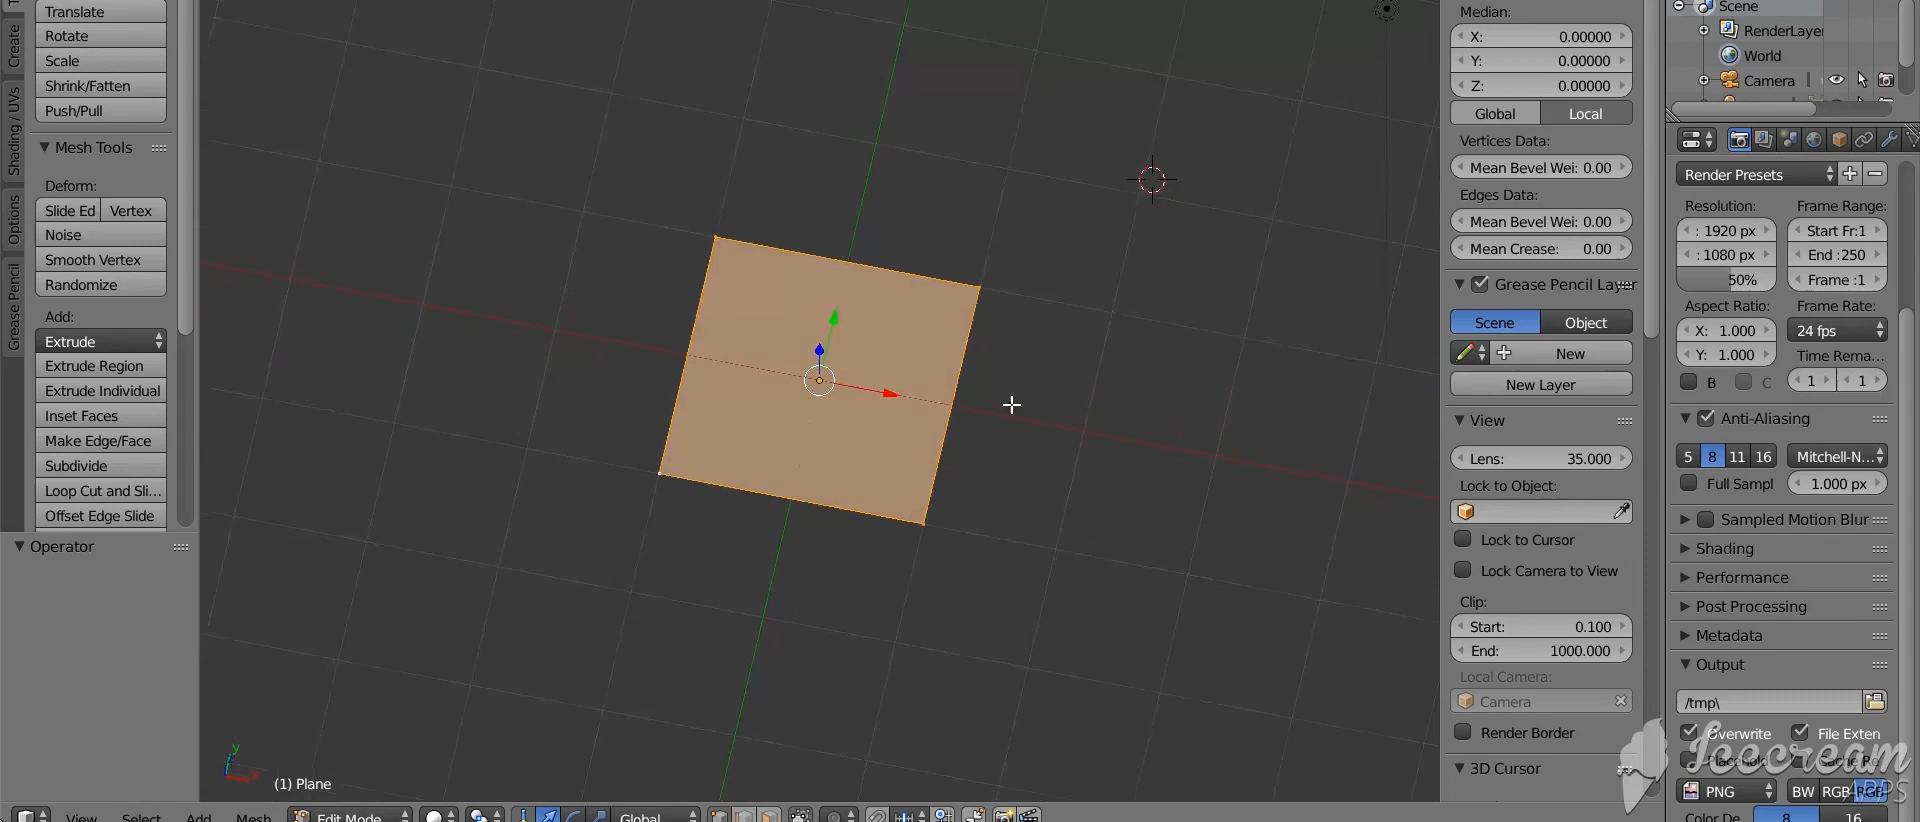 Translate
Rotate
Scale
Shrink/Fatten
Push/Pull
Mesh Tools
Deform:
Slide Ed Vertex
Noise
Smooth Vertex
Randomize
Add:
Extrude
Extrude Region
Extrude Individual
Inset Faces
Make Edge/Face
Subdivide
Loop Cut and Sli...
Offset Edge Slide
Operator
Create
Shading / UVs
Options
Grease Pencil
(1) Plane
View Select Add Mesh Edit Mode Global
Median:
X: 0.00000
Y: 0.00000
Z: 0.00000
Global Local
Vertices Data:
Mean Bevel Wei: 0.00
Edges Data:
Mean Bevel Wei: 0.00
Mean Crease: 0.00
Grease Pencil Layer
Scene Object
New
New Layer
View
Lens: 35.000
Lock to Object:
Lock to Cursor
Lock Camera to View
Clip:
Start: 0.100
End: 1000.000
Local Camera:
Camera
Render Border
3D Cursor
Scene
RenderLayer
World
Camera
Render Presets
Resolution: Frame Range:
: 1920 px Start Fr:1
: 1080 px End :250
50% Frame :1
Aspect Ratio: Frame Rate:
X: 1.000 24 fps
Y: 1.000 Time Rema...
B C 1 1
Anti-Aliasing
5 8 11 16 Mitchell-N...
Full Sampl 1.000 px
Sampled Motion Blur
Shading
Performance
Post Processing
Metadata
Output
/tmp\
Overwrite File Exten
Placehold Cache Re
PNG BW RGB RGB
Color De 8 16
Icecream
APPS
y
x